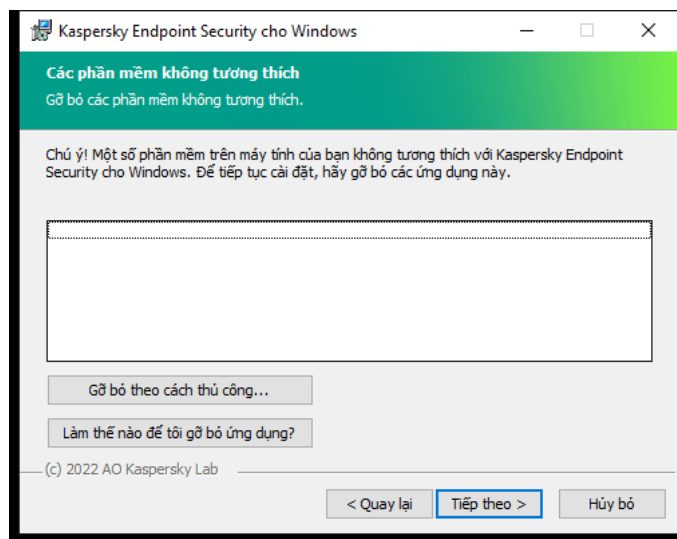 Kaspersky Endpoint Security cho Windows
Các phần mềm không tương thích
Gỡ bỏ các phần mềm không tương thích.
Chú ý! Một số phần mềm trên máy tính của bạn không tương thích với Kaspersky Endpoint
Security cho Windows. Để tiếp tục cài đặt, hãy gỡ bỏ các ứng dụng này.
Gỡ bỏ theo cách thủ công...
Làm thế nào để tôi gỡ bỏ ứng dụng?
(c) 2022 AO Kaspersky Lab
< Quay lại Tiếp theo > Hủy bỏ